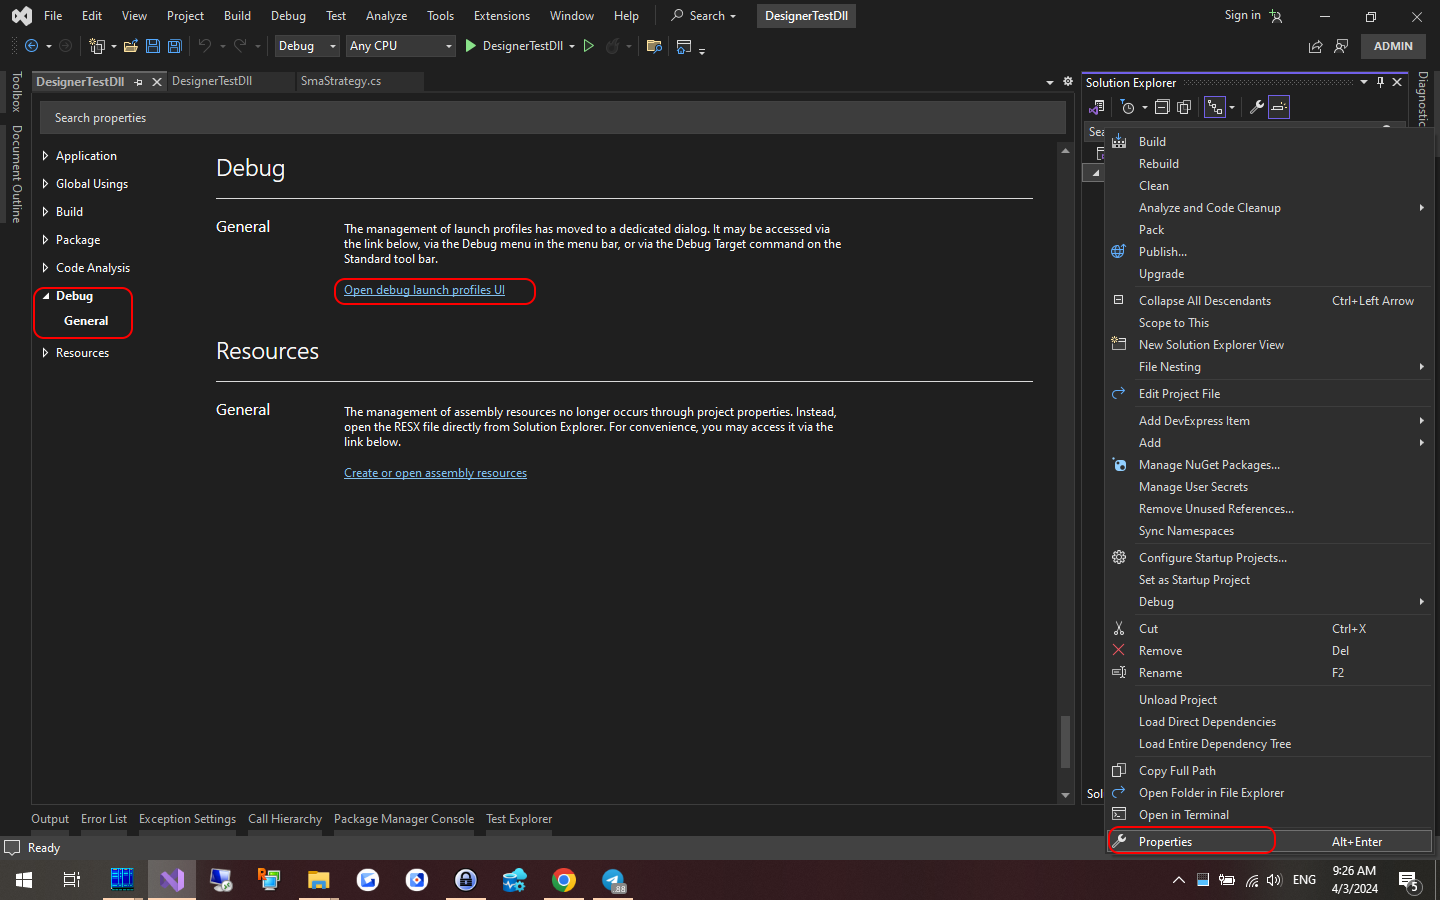 File Edit View Project Build Debug Test Analyze Tools Extensions Window Help Search DesignerTestDll Sign in
Debug Any CPU DesignerTestDll ADMIN
Toolbox
Document Outline
DesignerTestDll DesignerTestDll SmaStrategy.cs
Search properties
Application
Global Usings
Build
Package
Code Analysis
Debug
General
Resources
Debug
General
The management of launch profiles has moved to a dedicated dialog. It may be accessed via
the link below, via the Debug menu in the menu bar, or via the Debug Target command on the
Standard tool bar.
Open debug launch profiles UI
Resources
General
The management of assembly resources no longer occurs through project properties. Instead,
open the RESX file directly from Solution Explorer. For convenience, you may access it via the
link below.
Create or open assembly resources
Solution Explorer
Sea
Diagnostic
Build
Rebuild
Clean
Analyze and Code Cleanup
Pack
Publish...
Upgrade
Collapse All Descendants Ctrl+Left Arrow
Scope to This
New Solution Explorer View
File Nesting
Edit Project File
Add DevExpress Item
Add
Manage NuGet Packages...
Manage User Secrets
Remove Unused References...
Sync Namespaces
Configure Startup Projects...
Set as Startup Project
Debug
Cut Ctrl+X
Remove Del
Rename F2
Unload Project
Load Direct Dependencies
Load Entire Dependency Tree
Copy Full Path
Open Folder in File Explorer
Open in Terminal
Properties Alt+Enter
Sol
Output Error List Exception Settings Call Hierarchy Package Manager Console Test Explorer
Ready
.88
ENG
9:26 AM
4/3/2024
5